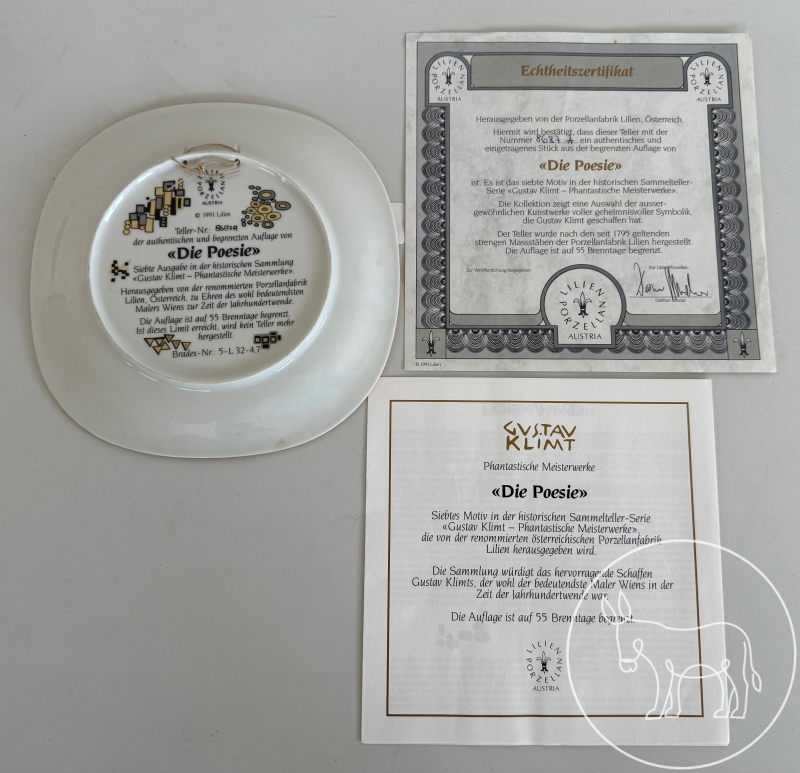 LILIEN PORZELLAN
AUSTRIA
© 1991 Lilien
Teller-Nr.: 8687A
der authentischen und begrenzten Auflage von
«Die Poesie»
Siebte Ausgabe in der historischen Sammlung
«Gustav Klimt – Phantastische Meisterwerke».
Herausgegeben von der renommierten Porzellanfabrik
Lilien, Österreich, zu Ehren des wohl bedeutendsten
Malers Wiens zur Zeit der Jahrhundertwende.
Die Auflage ist auf 55 Brenntage begrenzt.
Ist dieses Limit erreicht, wird kein Teller mehr
hergestellt.
Bradex-Nr.: 5-L 32-4.7
LILIEN PORZELLAN
AUSTRIA
Echtheitszertifikat
LILIEN PORZELLAN
AUSTRIA
Herausgegeben von der Porzellanfabrik Lilien, Österreich.
Hiermit wird bestätigt, dass dieser Teller mit der
Nummer 8687 A, ein authentisches und
eingetragenes Stück aus der begrenzten Auflage von
«Die Poesie»
ist. Es ist das siebte Motiv in der historischen Sammelteller-
Serie «Gustav Klimt – Phantastische Meisterwerke».
Die Kollektion zeigt eine Auswahl der ausser-
gewöhnlichen Kunstwerke voller geheimnisvoller Symbolik,
die Gustav Klimt geschaffen hat.
Der Teller wurde nach den seit 1795 geltenden
strengen Massstäben der Porzellanfabrik Lilien hergestellt.
Die Auflage ist auf 55 Brenntage begrenzt.
Zur Veröffentlichung freigegeben
Für Lilien Porzellan:
LILIEN PORZELLAN
AUSTRIA
© 1991 Lilien
GUSTAV
KLIMT
Phantastische Meisterwerke
«Die Poesie»
Siebtes Motiv in der historischen Sammelteller-Serie
«Gustav Klimt – Phantastische Meisterwerke»,
die von der renommierten österreichischen Porzellanfabrik
Lilien herausgegeben wird.
Die Sammlung würdigt das hervorragende Schaffen
Gustav Klimts, der wohl der bedeutendste Maler Wiens in der
Zeit der Jahrhundertwende war.
Die Auflage ist auf 55 Brenntage begrenzt.
LILIEN PORZELLAN
AUSTRIA